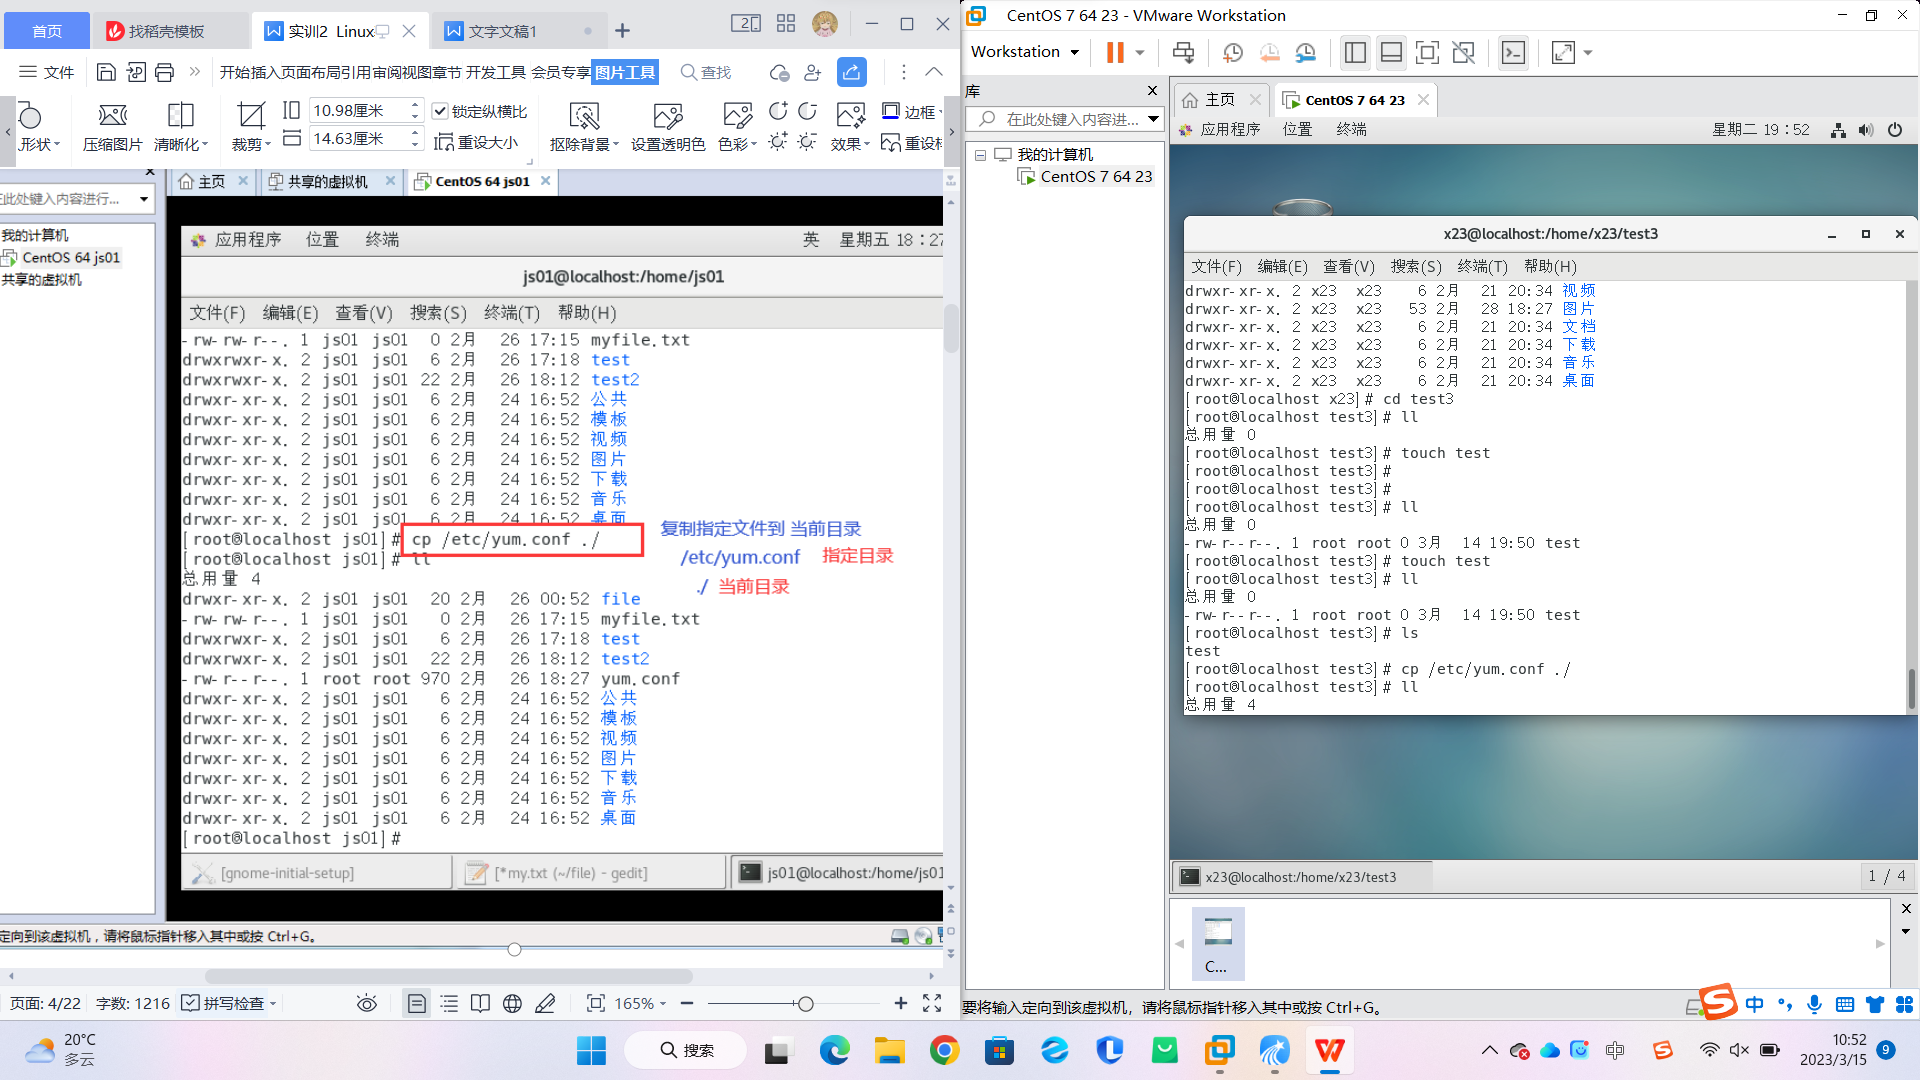 首页
找稻壳模板
实训2 Linux
文字文稿1
文件
开始 插入 页面布局 引用 审阅 视图 章节 开发工具 会员专享 图片工具
查找
形状
压缩图片
清晰化
裁剪
10.98厘米
14.63厘米
锁定纵横比
重设大小
抠除背景
设置透明色
色彩
效果
边框
主页
共享的虚拟机
CentOS 64 js01
我的计算机
CentOS 64 js01
共享的虚拟机
应用程序 位置 终端 英 星期五 18:27
js01@localhost:/home/js01
文件(F) 编辑(E) 查看(V) 搜索(S) 终端(T) 帮助(H)
-rw-rw-r--. 1 js01 js01 0 2月 26 17:15 myfile.txt
drwxrwxr-x. 2 js01 js01 6 2月 26 17:18 test
drwxrwxr-x. 2 js01 js01 22 2月 26 18:12 test2
drwxr-xr-x. 2 js01 js01 6 2月 24 16:52 公共
drwxr-xr-x. 2 js01 js01 6 2月 24 16:52 模板
drwxr-xr-x. 2 js01 js01 6 2月 24 16:52 视频
drwxr-xr-x. 2 js01 js01 6 2月 24 16:52 图片
drwxr-xr-x. 2 js01 js01 6 2月 24 16:52 下载
drwxr-xr-x. 2 js01 js01 6 2月 24 16:52 音乐
drwxr-xr-x. 2 js01 js01 6 2月 24 16:52 桌面
[root@localhost js01]# cp /etc/yum.conf ./
复制指定文件到 当前目录
/etc/yum.conf 指定目录
./ 当前目录
[root@localhost js01]# ll
总用量 4
drwxr-xr-x. 2 js01 js01 20 2月 26 00:52 file
-rw-rw-r--. 1 js01 js01 0 2月 26 17:15 myfile.txt
drwxrwxr-x. 2 js01 js01 6 2月 26 17:18 test
drwxrwxr-x. 2 js01 js01 22 2月 26 18:12 test2
-rw-r--r--. 1 root root 970 2月 26 18:27 yum.conf
drwxr-xr-x. 2 js01 js01 6 2月 24 16:52 公共
drwxr-xr-x. 2 js01 js01 6 2月 24 16:52 模板
drwxr-xr-x. 2 js01 js01 6 2月 24 16:52 视频
drwxr-xr-x. 2 js01 js01 6 2月 24 16:52 图片
drwxr-xr-x. 2 js01 js01 6 2月 24 16:52 下载
drwxr-xr-x. 2 js01 js01 6 2月 24 16:52 音乐
drwxr-xr-x. 2 js01 js01 6 2月 24 16:52 桌面
[root@localhost js01]#
[gnome-initial-setup]
[*my.txt (~/file) - gedit]
js01@localhost:/home/js01
定向到该虚拟机，请将鼠标指针移入其中或按 Ctrl+G。
页面: 4/22 字数: 1216 拼写检查 165%
CentOS 7 64 23 - VMware Workstation
Workstation
库
在此处键入内容进...
我的计算机
CentOS 7 64 23
主页
CentOS 7 64 23
应用程序 位置 终端 星期二 19:52
x23@localhost:/home/x23/test3
文件(F) 编辑(E) 查看(V) 搜索(S) 终端(T) 帮助(H)
drwxr-xr-x. 2 x23 x23 6 2月 21 20:34 视频
drwxr-xr-x. 2 x23 x23 53 2月 28 18:27 图片
drwxr-xr-x. 2 x23 x23 6 2月 21 20:34 文档
drwxr-xr-x. 2 x23 x23 6 2月 21 20:34 下载
drwxr-xr-x. 2 x23 x23 6 2月 21 20:34 音乐
drwxr-xr-x. 2 x23 x23 6 2月 21 20:34 桌面
[root@localhost x23]# cd test3
[root@localhost test3]# ll
总用量 0
[root@localhost test3]# touch test
[root@localhost test3]#
[root@localhost test3]#
[root@localhost test3]# ll
总用量 0
-rw-r--r--. 1 root root 0 3月 14 19:50 test
[root@localhost test3]# touch test
[root@localhost test3]# ll
总用量 0
-rw-r--r--. 1 root root 0 3月 14 19:50 test
[root@localhost test3]# ls
test
[root@localhost test3]# cp /etc/yum.conf ./
[root@localhost test3]# ll
总用量 4
x23@localhost:/home/x23/test3
1 / 4
C...
要将输入定向到该虚拟机，请将鼠标指针移入其中或按 Ctrl+G。
中
20°C
多云
搜索
中
10:52
2023/3/15
9